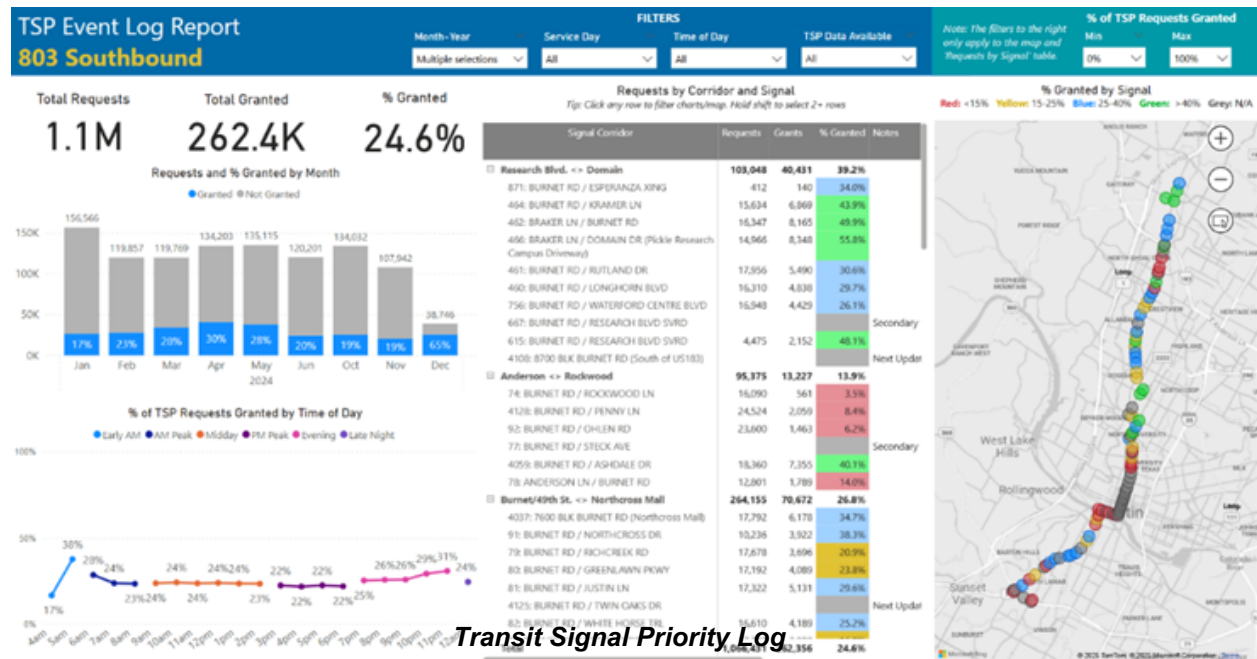 TSP Event Log Report
803 Southbound
FILTERS
Month-Year
Service Day
Time of Day
TSP Data Available
Multiple selections
All
All
All
Note: The filters to the right
only apply to the map and
'Requests by Signal' table.
% of TSP Requests Granted
Min
Max
0%
100%
Total Requests
Total Granted
% Granted
1.1M
262.4K
24.6%
Requests and % Granted by Month
Granted Not Granted
156,566
119,857
119,769
134,203
135,115
120,201
134,032
107,942
38,746
150K
100K
50K
0K
17%
23%
28%
30%
28%
20%
19%
19%
65%
Jan Feb Mar Apr May Jun Oct Nov Dec
2024
% of TSP Requests Granted by Time of Day
Early AM AM Peak Midday PM Peak Evening Late Night
100%
50%
0%
17%
38%
28%
24%
23%
24%
24%
24%
24%
24%
23%
22%
22%
22%
22%
25%
26%
26%
29%
31%
24%
4am 5am 6am 7am 8am 9am 10am 11am 12pm 1pm 2pm 3pm 4pm 5pm 6pm 7pm 8pm 9pm 10pm 11pm
Requests by Corridor and Signal
Tip: Click any row to filter charts/map. Hold shift to select 2+ rows
Signal Corridor Requests Grants % Granted Notes
Research Blvd. <> Domain 103,048 40,431 39.2%
871: BURNET RD / ESPERANZA XING 412 140 34.0%
464: BURNET RD / KRAMER LN 15,634 6,869 43.9%
462: BRAKER LN / BURNET RD 16,347 8,165 49.9%
466: BRAKER LN / DOMAIN DR (Pickle Research 14,966 8,348 55.8%
Campus Driveway)
461: BURNET RD / RUTLAND DR 17,956 5,490 30.6%
460: BURNET RD / LONGHORN BLVD 16,310 4,838 29.7%
756: BURNET RD / WATERFORD CENTRE BLVD 16,948 4,429 26.1%
667: BURNET RD / RESEARCH BLVD SVRD Secondary
615: BURNET RD / RESEARCH BLVD SVRD 4,475 2,152 48.1%
4108: 8700 BLK BURNET RD (South of US183) Next Updat
Anderson <> Rockwood 95,375 13,227 13.9%
74: BURNET RD / ROCKWOOD LN 16,090 561 3.5%
4128: BURNET RD / PENNY LN 24,524 2,059 8.4%
92: BURNET RD / OHLEN RD 23,600 1,463 6.2%
77: BURNET RD / STECK AVE Secondary
4059: BURNET RD / ASHDALE DR 18,360 7,355 40.1%
78: ANDERSON LN / BURNET RD 12,801 1,789 14.0%
Burnet/49th St. <> Northcross Mall 264,155 70,672 26.8%
4037: 7600 BLK BURNET RD (Northcross Mall) 17,792 6,178 34.7%
91: BURNET RD / NORTHCROSS DR 10,236 3,922 38.3%
79: BURNET RD / RICHCREEK RD 17,678 3,696 20.9%
80: BURNET RD / GREENLAWN PKWY 17,192 4,089 23.8%
81: BURNET RD / JUSTIN LN 17,322 5,131 29.6%
4125: BURNET RD / TWIN OAKS DR Next Updat
82: BURNET RD / WHITE HORSE TRL 16,610 4,189 25.2%
Total 1,066,431 24.6%
Transit Signal Priority Log
% Granted by Signal
Red: <15% Yellow: 15-25% Blue: 25-40% Green: >40% Grey: N/A
West Lake
Hills
Rollingwood
BARTON HILLS
Sunset
Valley
TRAVIS
HEIGHTS
Microsoft Bing